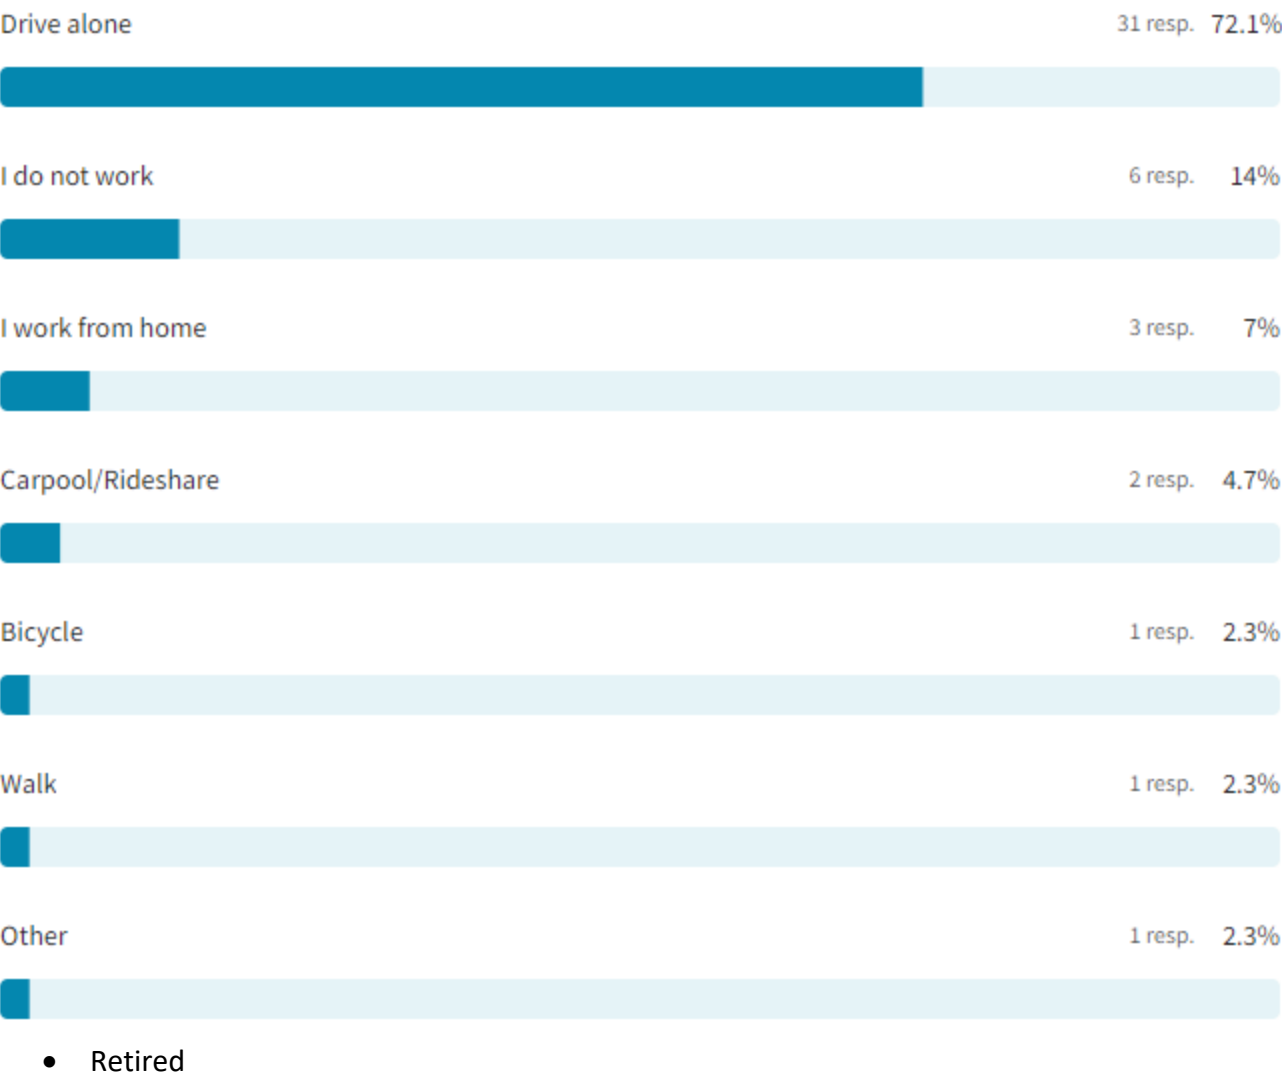 Drive alone 31 resp. 72.1%
I do not work 6 resp. 14%
I work from home 3 resp. 7%
Carpool/Rideshare 2 resp. 4.7%
Bicycle 1 resp. 2.3%
Walk 1 resp. 2.3%
Other 1 resp. 2.3%
• Retired